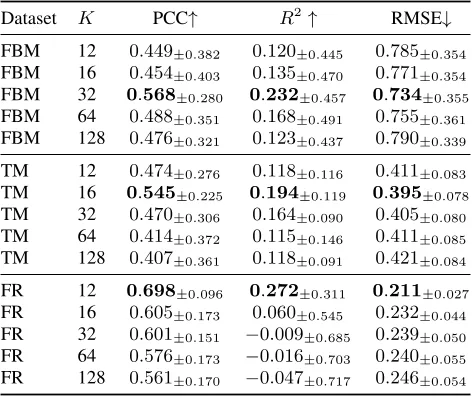 Dataset K PCC↑ R² ↑ RMSE↓
FBM 12 0.449±0.382 0.120±0.445 0.785±0.354
FBM 16 0.454±0.403 0.135±0.470 0.771±0.354
FBM 32 0.568±0.280 0.232±0.457 0.734±0.355
FBM 64 0.488±0.351 0.168±0.491 0.755±0.361
FBM 128 0.476±0.321 0.123±0.437 0.790±0.339
TM 12 0.474±0.276 0.118±0.116 0.411±0.083
TM 16 0.545±0.225 0.194±0.119 0.395±0.078
TM 32 0.470±0.306 0.164±0.090 0.405±0.080
TM 64 0.414±0.372 0.115±0.146 0.411±0.085
TM 128 0.407±0.361 0.118±0.091 0.421±0.084
FR 12 0.698±0.096 0.272±0.311 0.211±0.027
FR 16 0.605±0.173 0.060±0.545 0.232±0.044
FR 32 0.601±0.151 −0.009±0.685 0.239±0.050
FR 64 0.576±0.173 −0.016±0.703 0.240±0.055
FR 128 0.561±0.170 −0.047±0.717 0.246±0.054